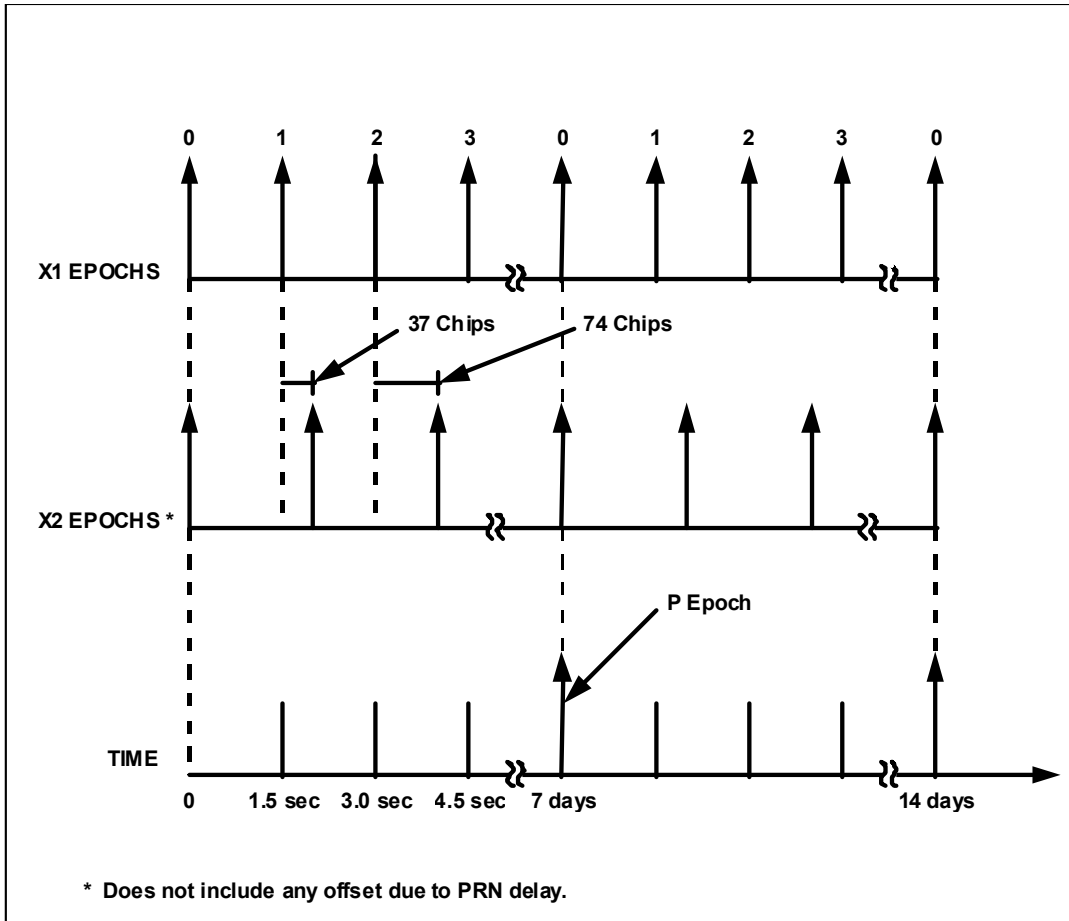 0 1 2 3 0 1 2 3 0
X1 EPOCHS
37 Chips 74 Chips
X2 EPOCHS *
P Epoch
TIME
0 1.5 sec 3.0 sec 4.5 sec 7 days 14 days
* Does not include any offset due to PRN delay.